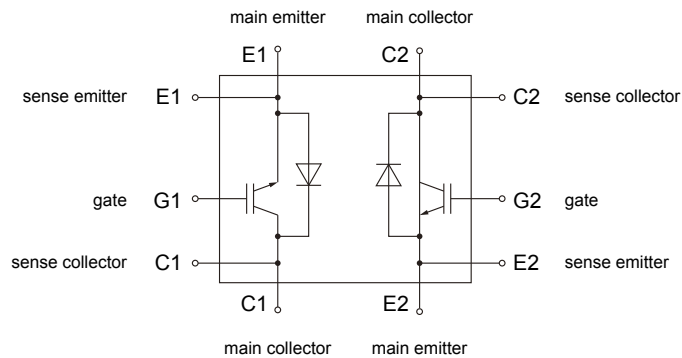 main emitter main collector
E1 C2
sense emitter E1 C2 sense collector
gate G1 G2 gate
sense collector C1 E2 sense emitter
C1 E2
main collector main emitter